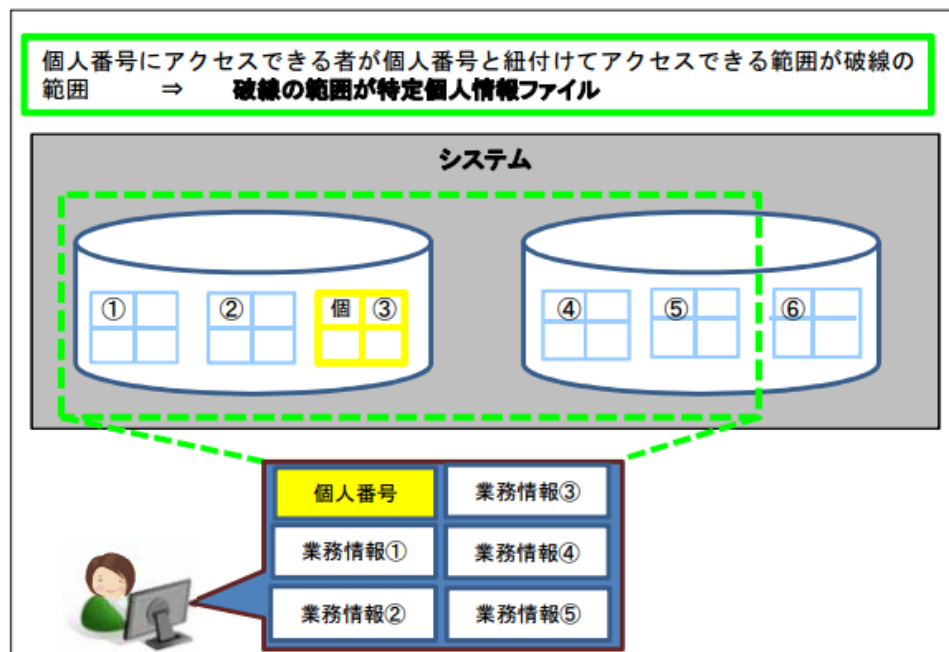 個人番号にアクセスできる者が個人番号と紐付けてアクセスできる範囲が破線の
範囲　　⇒　　破線の範囲が特定個人情報ファイル
システム
① ② 個 ③ ④ ⑤ ⑥
個人番号 業務情報③
業務情報① 業務情報④
業務情報② 業務情報⑤